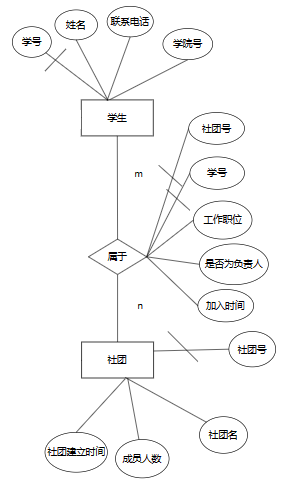 联系电话
姓名
学号
学院号
学生
社团号
m
学号
工作职位
属于
是否为负责人
加入时间
n
社团
社团号
社团名
社团建立时间
成员人数